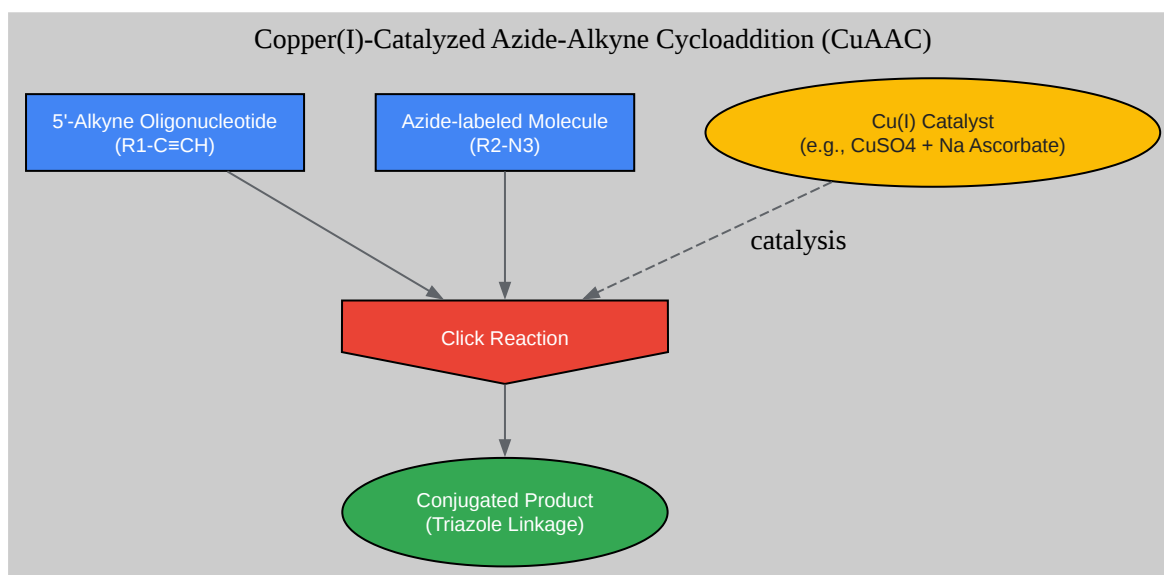 Copper(I)-Catalyzed Azide-Alkyne Cycloaddition (CuAAC)
5'-Alkyne Oligonucleotide
(R1-C≡CH)
Azide-labeled Molecule
(R2-N3)
Cu(I) Catalyst
(e.g., CuSO4 + Na Ascorbate)
catalysis
Click Reaction
Conjugated Product
(Triazole Linkage)